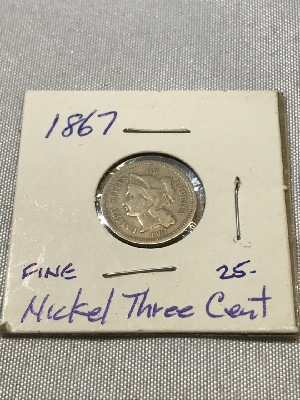 1867
FINE 25-
Nickel Three Cent